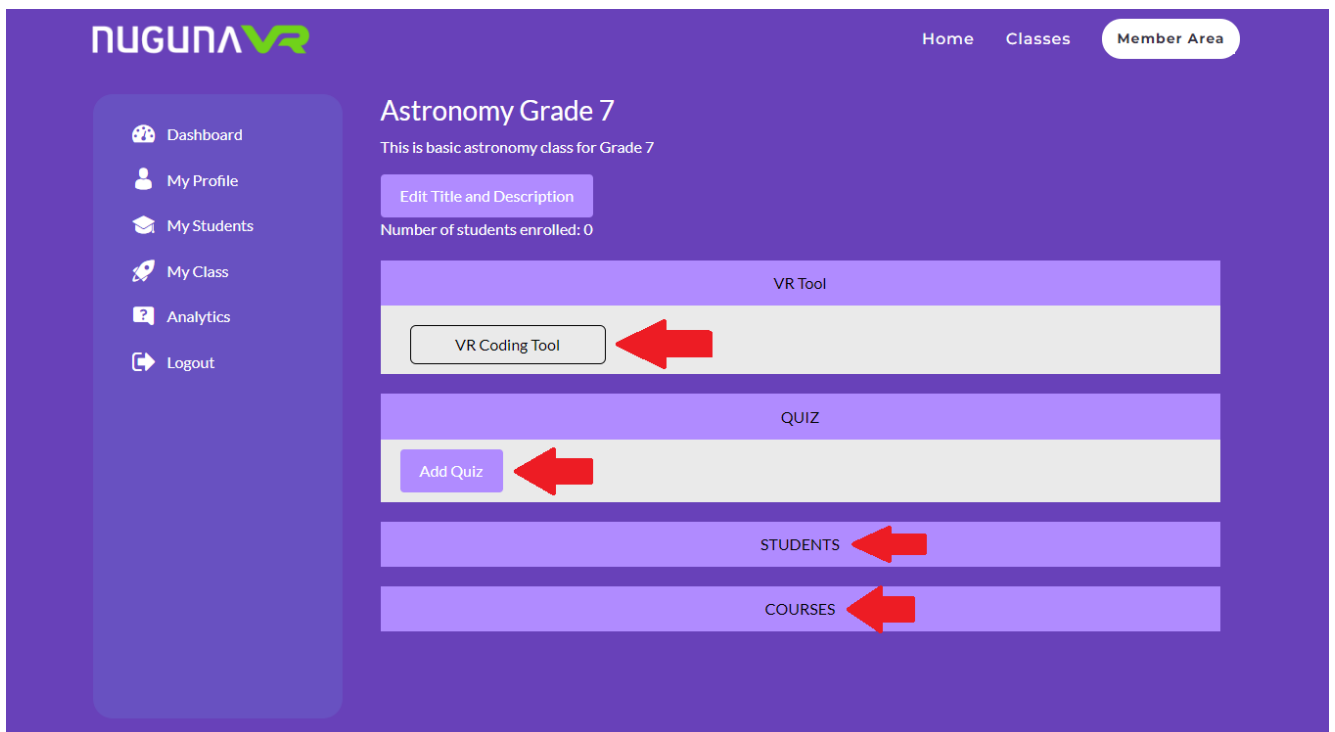 NUGUNAVR
Home Classes Member Area
Dashboard
My Profile
My Students
My Class
Analytics
Logout
Astronomy Grade 7
This is basic astronomy class for Grade 7
Edit Title and Description
Number of students enrolled: 0
VR Tool
VR Coding Tool
QUIZ
Add Quiz
STUDENTS
COURSES